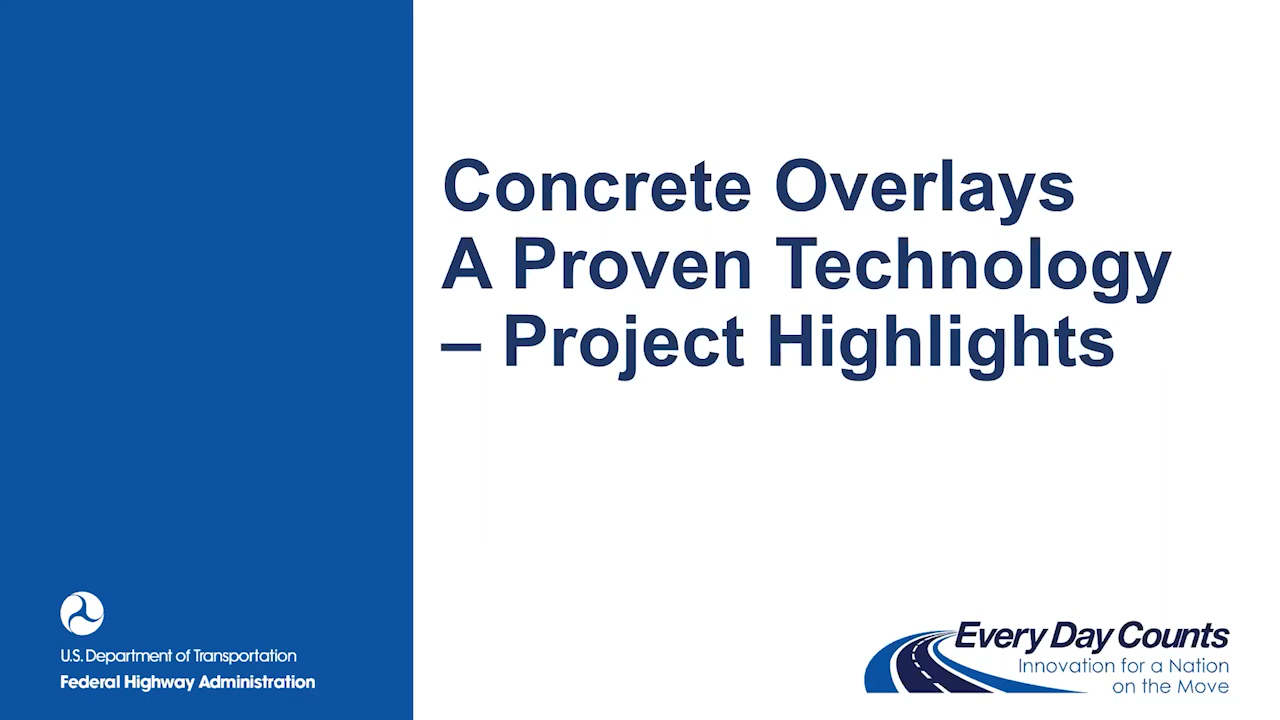 Concrete Overlays
A Proven Technology
– Project Highlights
U.S. Department of Transportation
Federal Highway Administration
Every Day Counts
Innovation for a Nation
on the Move